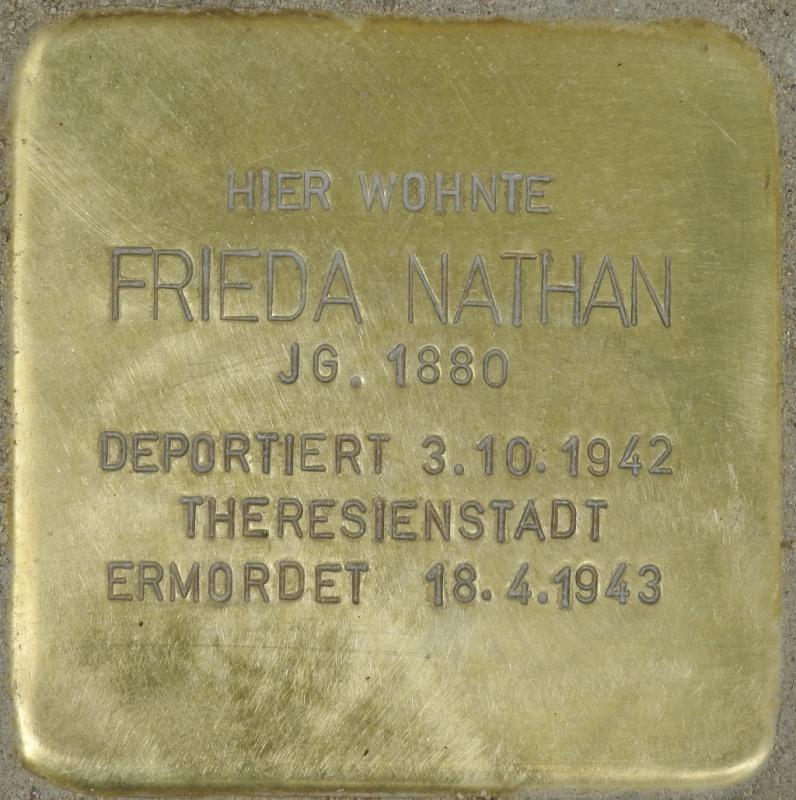 HIER WOHNTE
FRIEDA NATHAN
JG. 1880
DEPORTIERT 3.10.1942
THERESIENSTADT
ERMORDET 18.4.1943